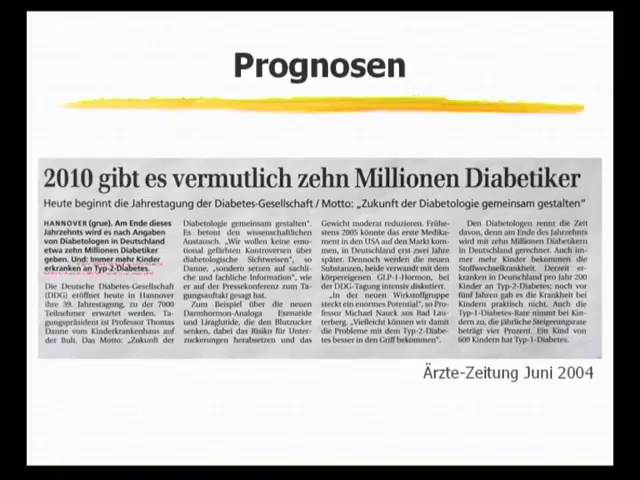 Prognosen
2010 gibt es vermutlich zehn Millionen Diabetiker
Heute beginnt die Jahrestagung der Diabetes-Gesellschaft / Motto: „Zukunft der Diabetologie gemeinsam gestalten“
HANNOVER (grue). Am Ende dieses
Jahrzehnts wird es nach Angaben
von Diabetologen in Deutschland
etwa zehn Millionen Diabetiker
geben. Und: Immer mehr Kinder
erkranken an Typ-2-Diabetes.
Die Deutsche Diabetes-Gesellschaft
(DDG) eröffnet heute in Hannover
ihre 39. Jahrestagung, zu der 7000
Teilnehmer erwartet werden. Ta-
gungspräsident ist Professor Thomas
Danne vom Kinderkrankenhaus auf
der Bult. Das Motto: „Zukunft der
Diabetologie gemeinsam gestalten“.
Es betont den wissenschaftlichen
Austausch. „Wir wollen keine emo-
tional gefärbten Kontroversen über
diabetologische Sichtweisen“, so
Danne, „sondern setzen auf sachli-
che und fachliche Information“, wie
er auf der Pressekonferenz zum Ta-
gungsauftakt gesagt hat.
Zum Beispiel über die neuen
Darmhormon-Analoga Exenatide
und Liraglutide, die den Blutzucker
senken, dabei das Risiko für Unter-
zuckerungen herabsetzen und das
Gewicht moderat reduzieren. Frühe-
stens 2005 könnte das erste Medika-
ment in den USA auf den Markt kom-
men, in Deutschland erst zwei Jahre
später. Dennoch werden die neuen
Substanzen, beide verwandt mit dem
körpereigenen GLP-1-Hormon, bei
der DDG-Tagung intensiv diskutiert.
„In der neuen Wirkstoffgruppe
steckt ein enormes Potential“, so Pro-
fessor Michael Nauck aus Bad Lau-
terberg. „Vielleicht können wir damit
die Probleme mit dem Typ-2-Diabe-
tes besser in den Griff bekommen“.
Den Diabetologen rennt die Zeit
davon, denn am Ende des Jahrzehnts
wird mit zehn Millionen Diabetikern
in Deutschland gerechnet. Auch im-
mer mehr Kinder bekommen die
Stoffwechselkrankheit. Derzeit er-
kranken in Deutschland pro Jahr 200
Kinder an Typ-2-Diabetes; noch vor
fünf Jahren gab es die Krankheit bei
Kindern praktisch nicht. Auch die
Typ-1-Diabetes-Rate nimmt bei Kin-
dern zu, die jährliche Steigerungsrate
beträgt vier Prozent. Ein Kind von
600 Kindern hat Typ-1-Diabetes.
Ärzte-Zeitung Juni 2004